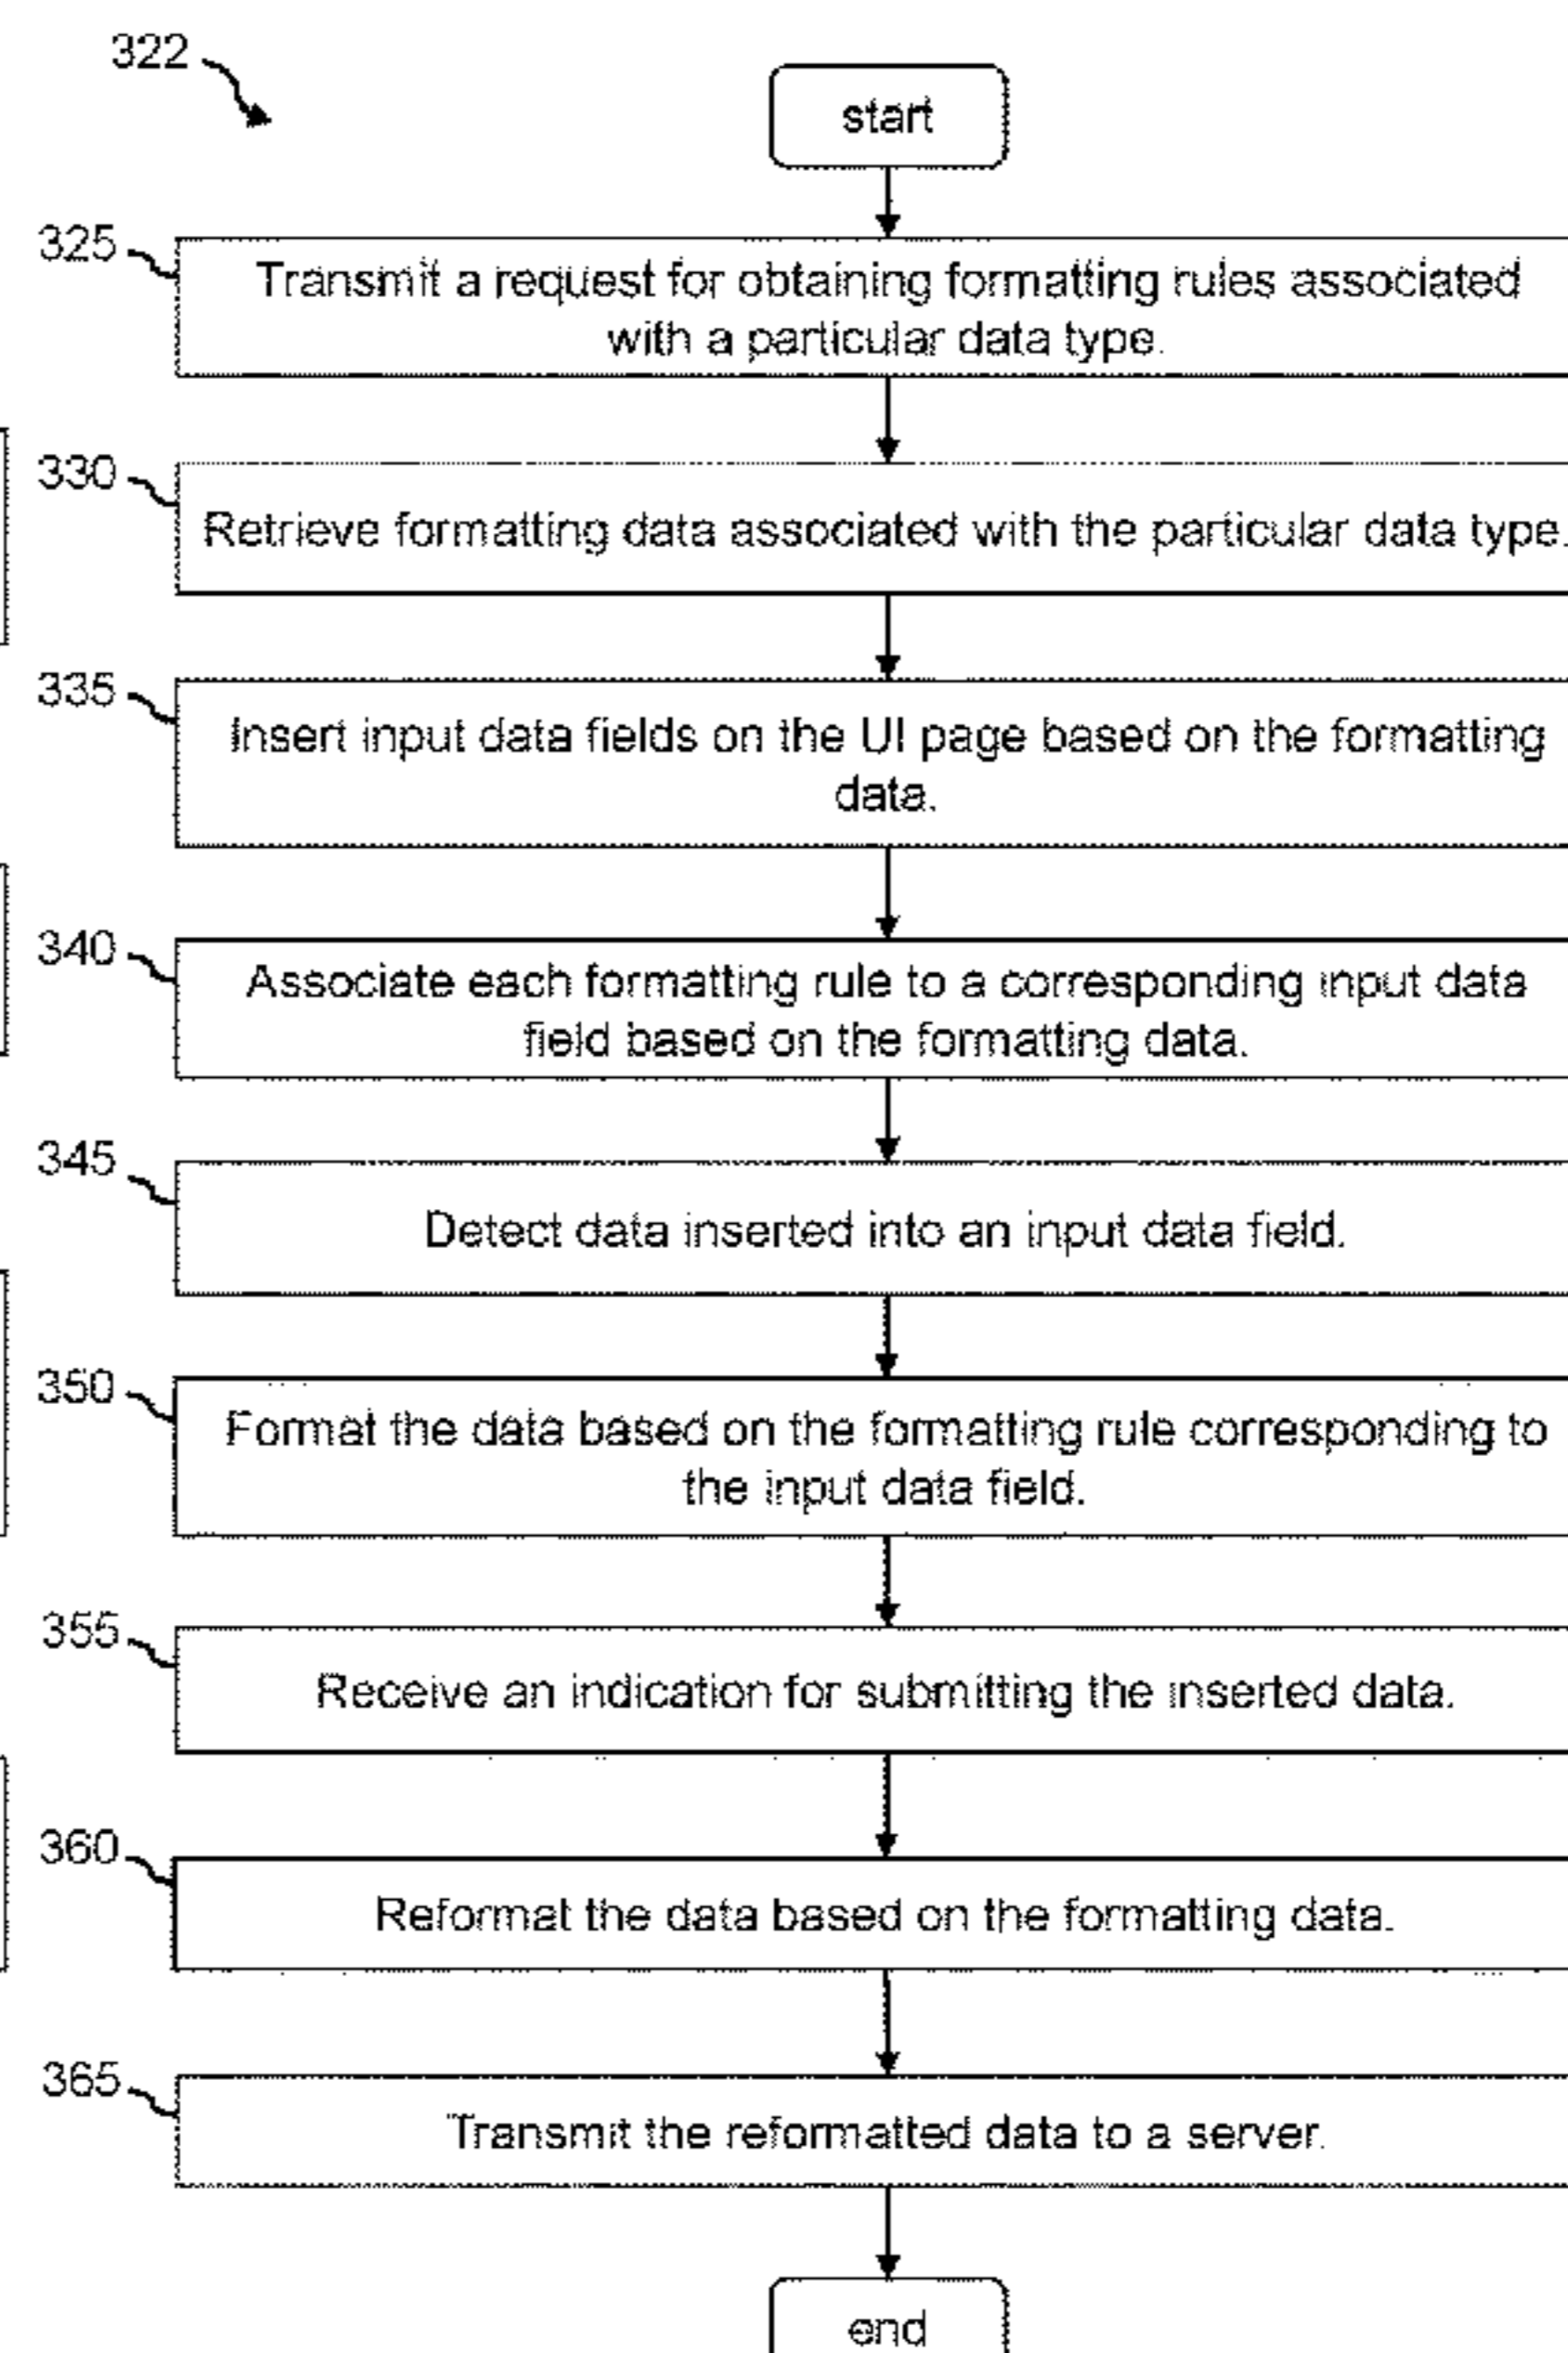 322
start
325
Transmit a request for obtaining formatting rules associated
with a particular data type.
330
Retrieve formatting data associated with the particular data type.
335
Insert input data fields on the UI page based on the formatting
data.
340
Associate each formatting rule to a corresponding input data
field based on the formatting data.
345
Detect data inserted into an input data field.
350
Format the data based on the formatting rule corresponding to
the input data field.
355
Receive an indication for submitting the inserted data.
360
Reformat the data based on the formatting data.
365
Transmit the reformatted data to a server.
end